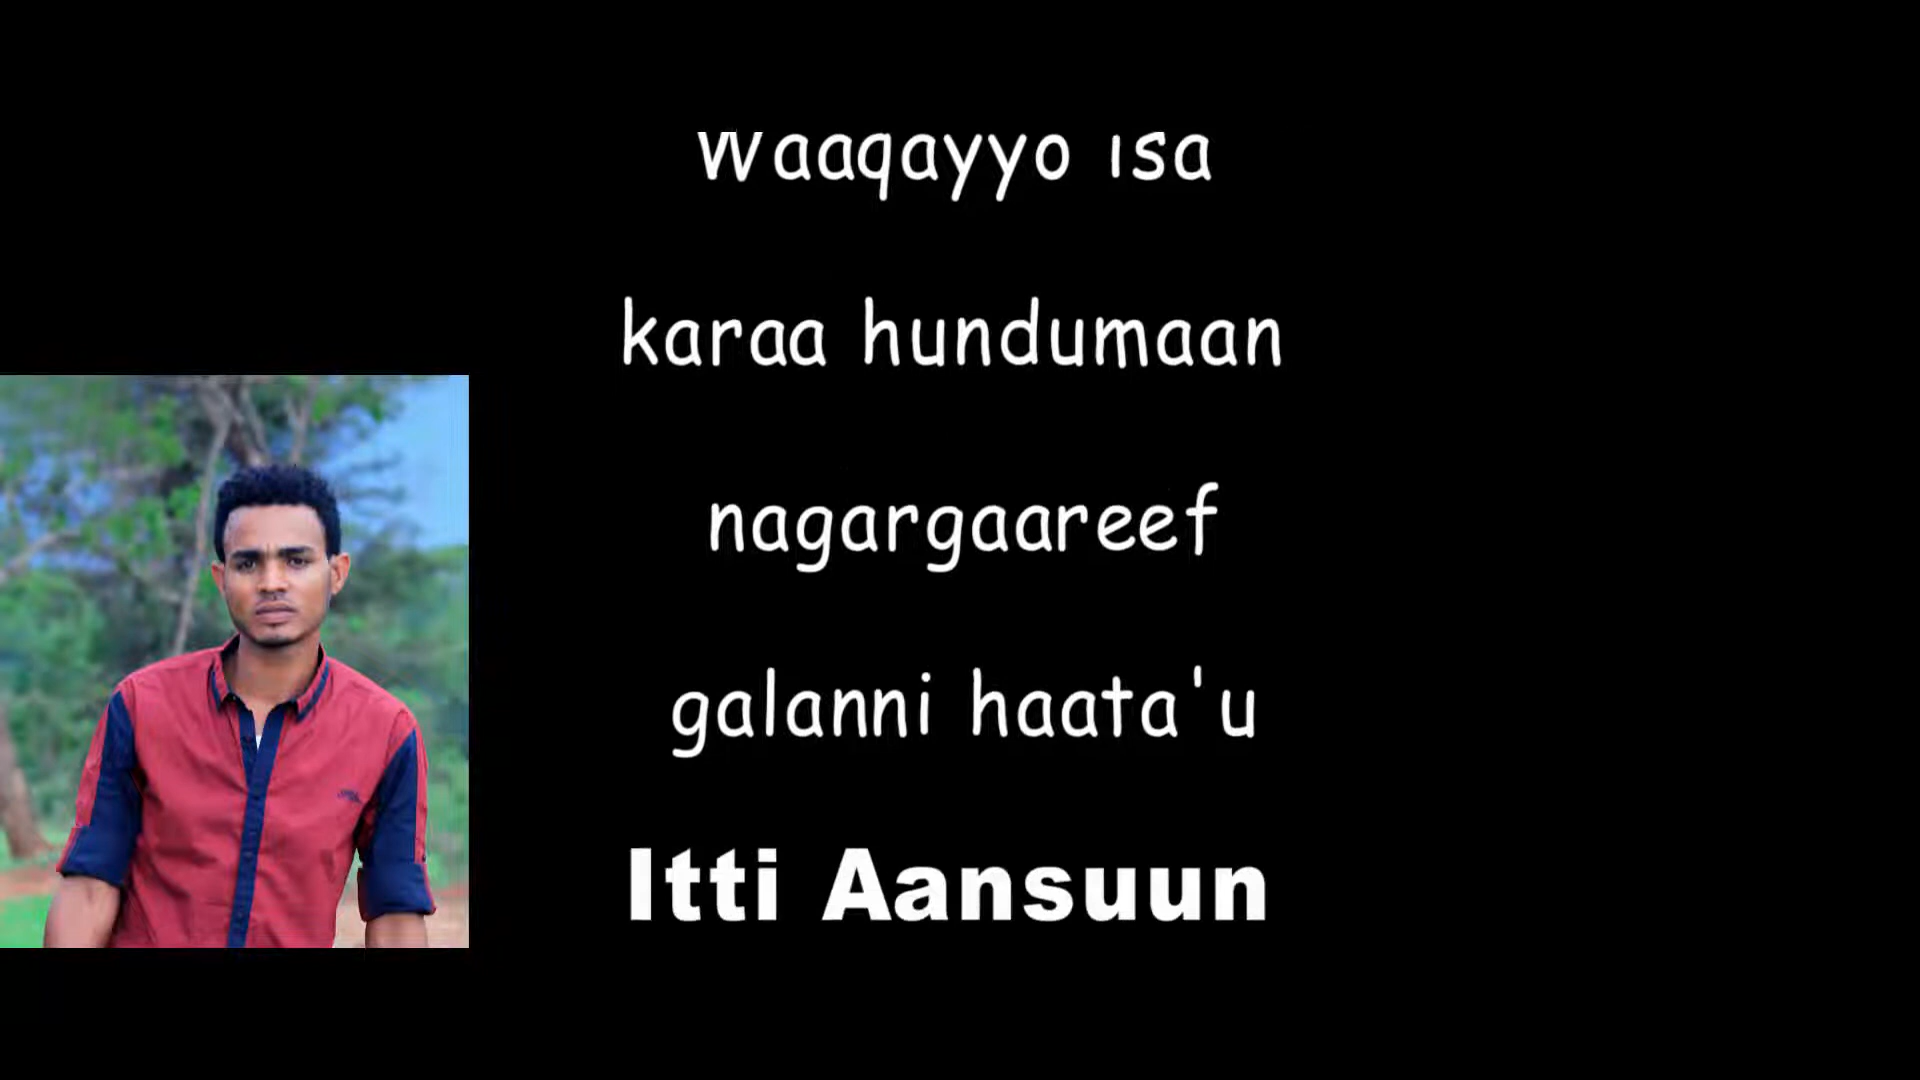 Waaqayyo isa
karaa hundumaan
nagargaareef
galanni haata'u
Itti Aansuun